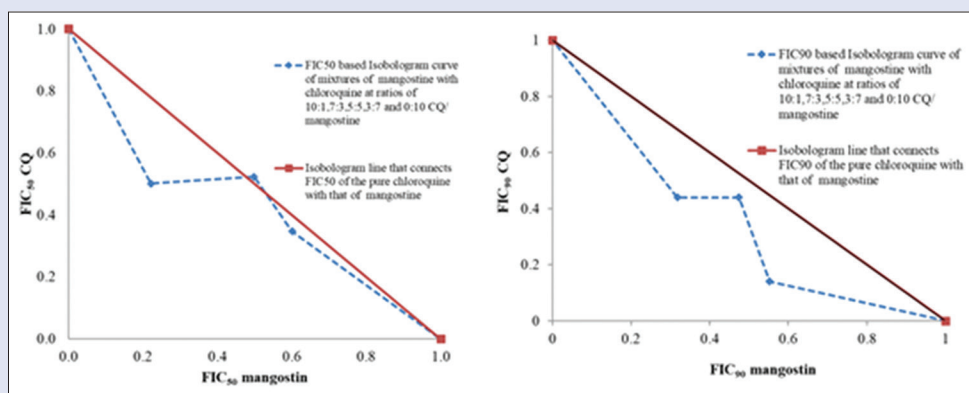 1.0
0.8
0.6
0.4
0.2
0.0
FIC50 CQ
0.0 0.2 0.4 0.6 0.8 1.0
FIC50 mangostin
FIC50 based Isobologram curve
of mixtures of mangostine with
chloroquine at ratios of
10:1,7:3,5:5,3:7 and 0:10 CQ/
mangostine
Isobologram line that connects
FIC50 of the pure chloroquine
with that of mangostine
1
0.8
0.6
0.4
0.2
0
FIC90 CQ
0 0.2 0.4 0.6 0.8 1
FIC90 mangostin
FIC90 based Isobologram curve of
mixtures of mangostine with
chloroquine at ratios of
10:1,7:3,5:5,3:7 and 0:10 CQ/
mangostine
Isobologram line that connects
FIC90 of the pure chloroquine with
that of mangostine